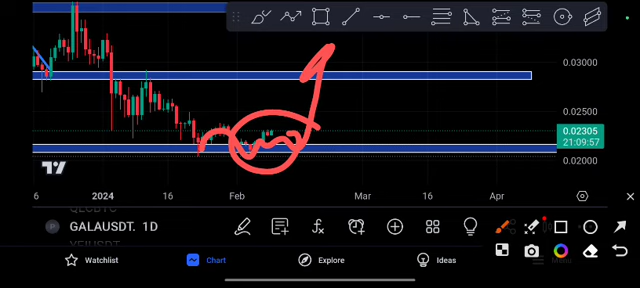 0.03000
0.02500
0.02305
21:09:57
0.02000
6 2024 16 Feb Mar 16 Apr
GALAUSDT. 1D
Watchlist Chart Explore Ideas